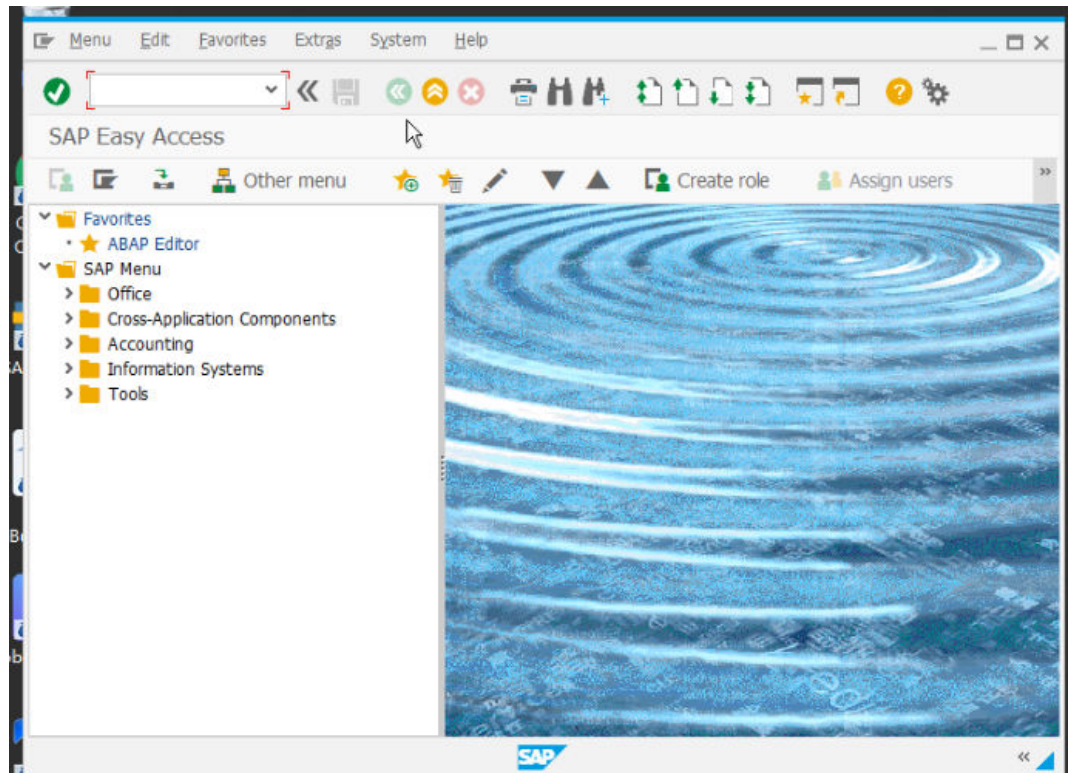 Menu Edit Favorites Extras System Help
SAP Easy Access
Other menu Create role Assign users
Favorites
ABAP Editor
SAP Menu
Office
Cross-Application Components
Accounting
Information Systems
Tools
SAP